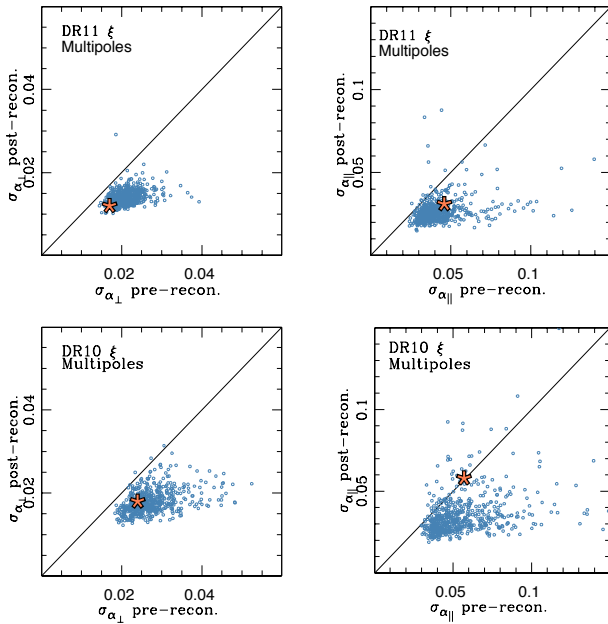 DR11 ξ
Multipoles
σα⊥ post-recon.
0.02
0.04
0.02
0.04
σα⊥ pre-recon.
DR11 ξ
Multipoles
σα|| post-recon.
0.05
0.1
0.05
0.1
σα|| pre-recon.
DR10 ξ
Multipoles
σα⊥ post-recon.
0.02
0.04
0.02
0.04
σα⊥ pre-recon.
DR10 ξ
Multipoles
σα|| post-recon.
0.05
0.1
0.05
0.1
σα|| pre-recon.